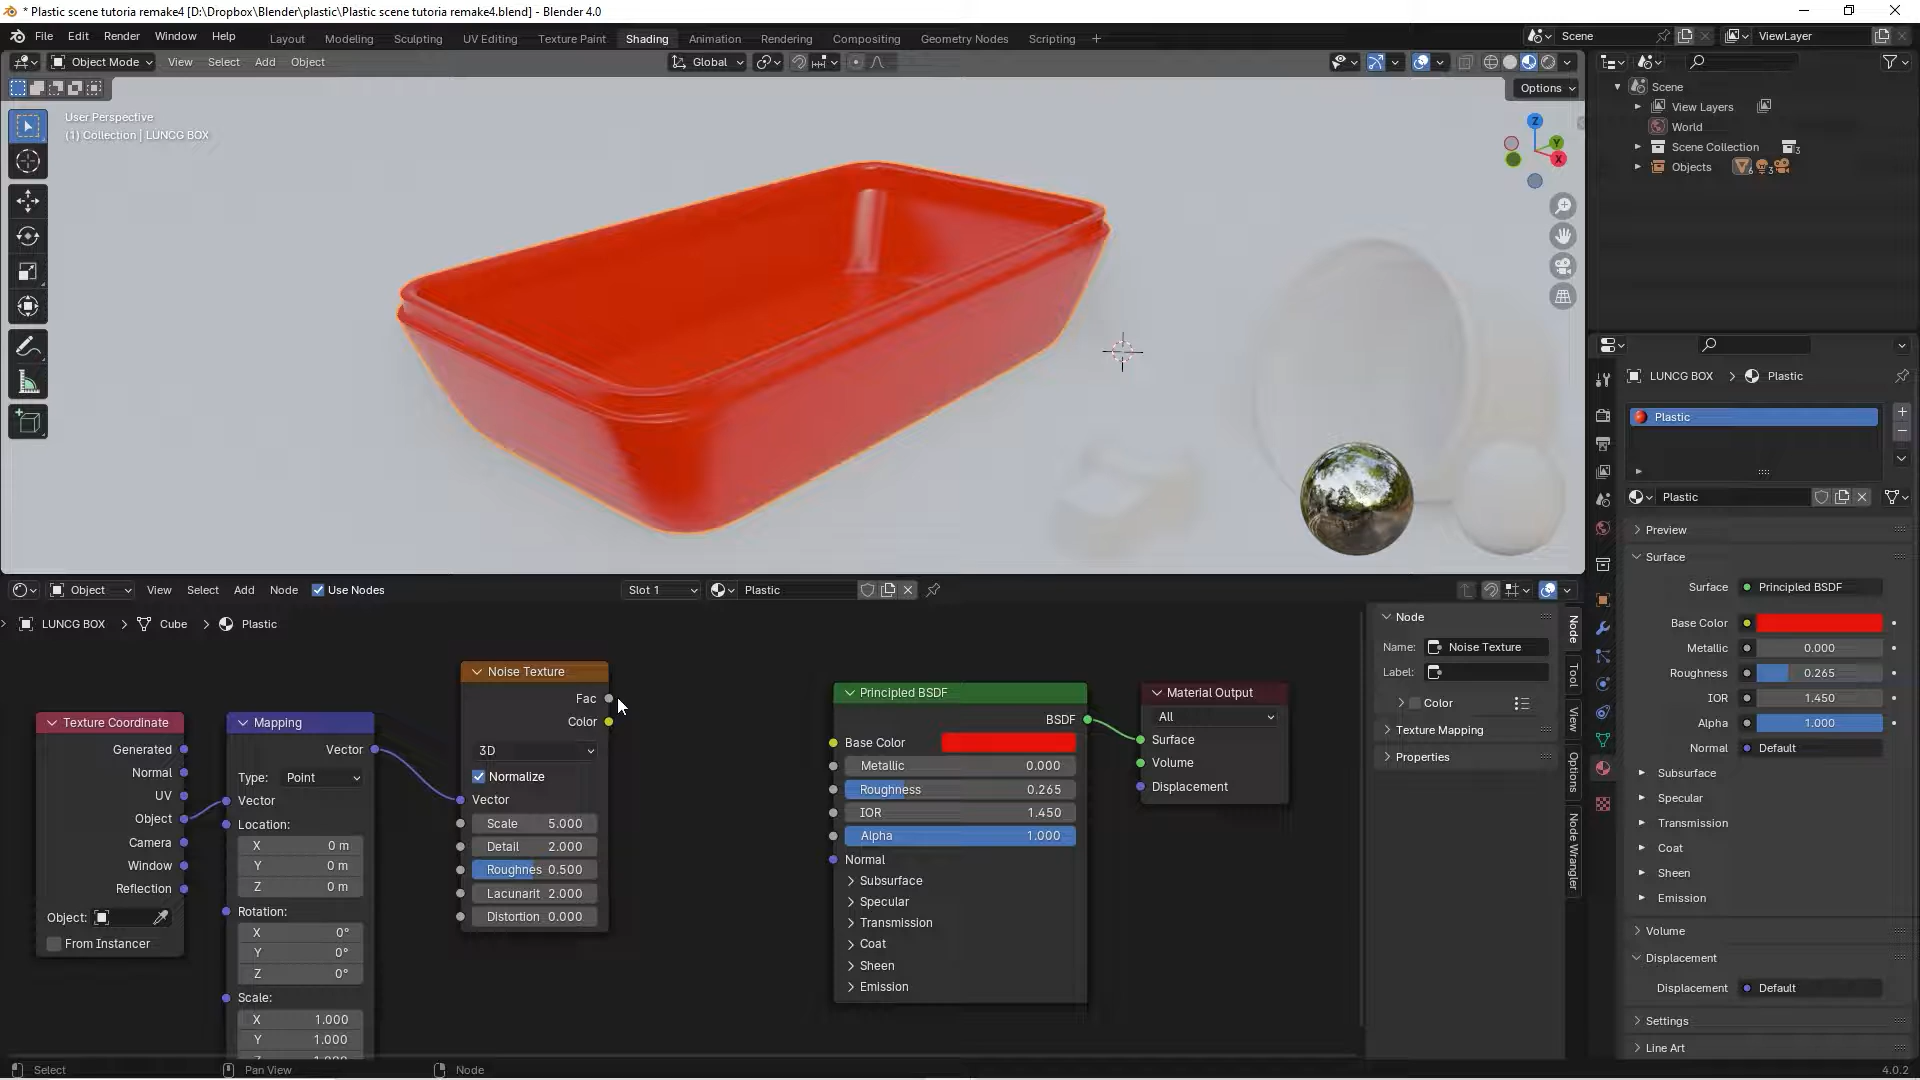 * Plastic scene tutoria remake4 [D:\Dropbox\Blender\plastic\Plastic scene tutoria remake4.blend] - Blender 4.0
File Edit Render Window Help
Layout Modeling Sculpting UV Editing Texture Paint Shading Animation Rendering Compositing Geometry Nodes Scripting +
Scene ViewLayer
Object Mode View Select Add Object
Global
Options
User Perspective
(1) Collection | LUNCG BOX
Z
Y
X
Scene
View Layers
World
Scene Collection 3
Objects 6 3
LUNCG BOX > Plastic
Plastic
Plastic
Preview
Surface
Surface Principled BSDF
Base Color
Metallic 0.000
Roughness 0.265
IOR 1.450
Alpha 1.000
Normal Default
Subsurface
Specular
Transmission
Coat
Sheen
Emission
Volume
Displacement
Displacement Default
Settings
Line Art
Object View Select Add Node Use Nodes
Slot 1 Plastic
LUNCG BOX > Cube > Plastic
Texture Coordinate
Generated
Normal
UV
Object
Camera
Window
Reflection
Object:
From Instancer
Mapping
Vector
Type: Point
Vector
Location:
X 0 m
Y 0 m
Z 0 m
Rotation:
X 0°
Y 0°
Z 0°
Scale:
X 1.000
Y 1.000
Z 1.000
Noise Texture
Fac
Color
3D
Normalize
Vector
Scale 5.000
Detail 2.000
Roughnes 0.500
Lacunarit 2.000
Distortion 0.000
Principled BSDF
BSDF
Base Color
Metallic 0.000
Roughness 0.265
IOR 1.450
Alpha 1.000
Normal
Subsurface
Specular
Transmission
Coat
Sheen
Emission
Material Output
All
Surface
Volume
Displacement
Node
Name: Noise Texture
Label:
Color
Texture Mapping
Properties
Node
Tool
View
Options
Node Wrangler
Select Pan View Node
4.0.2